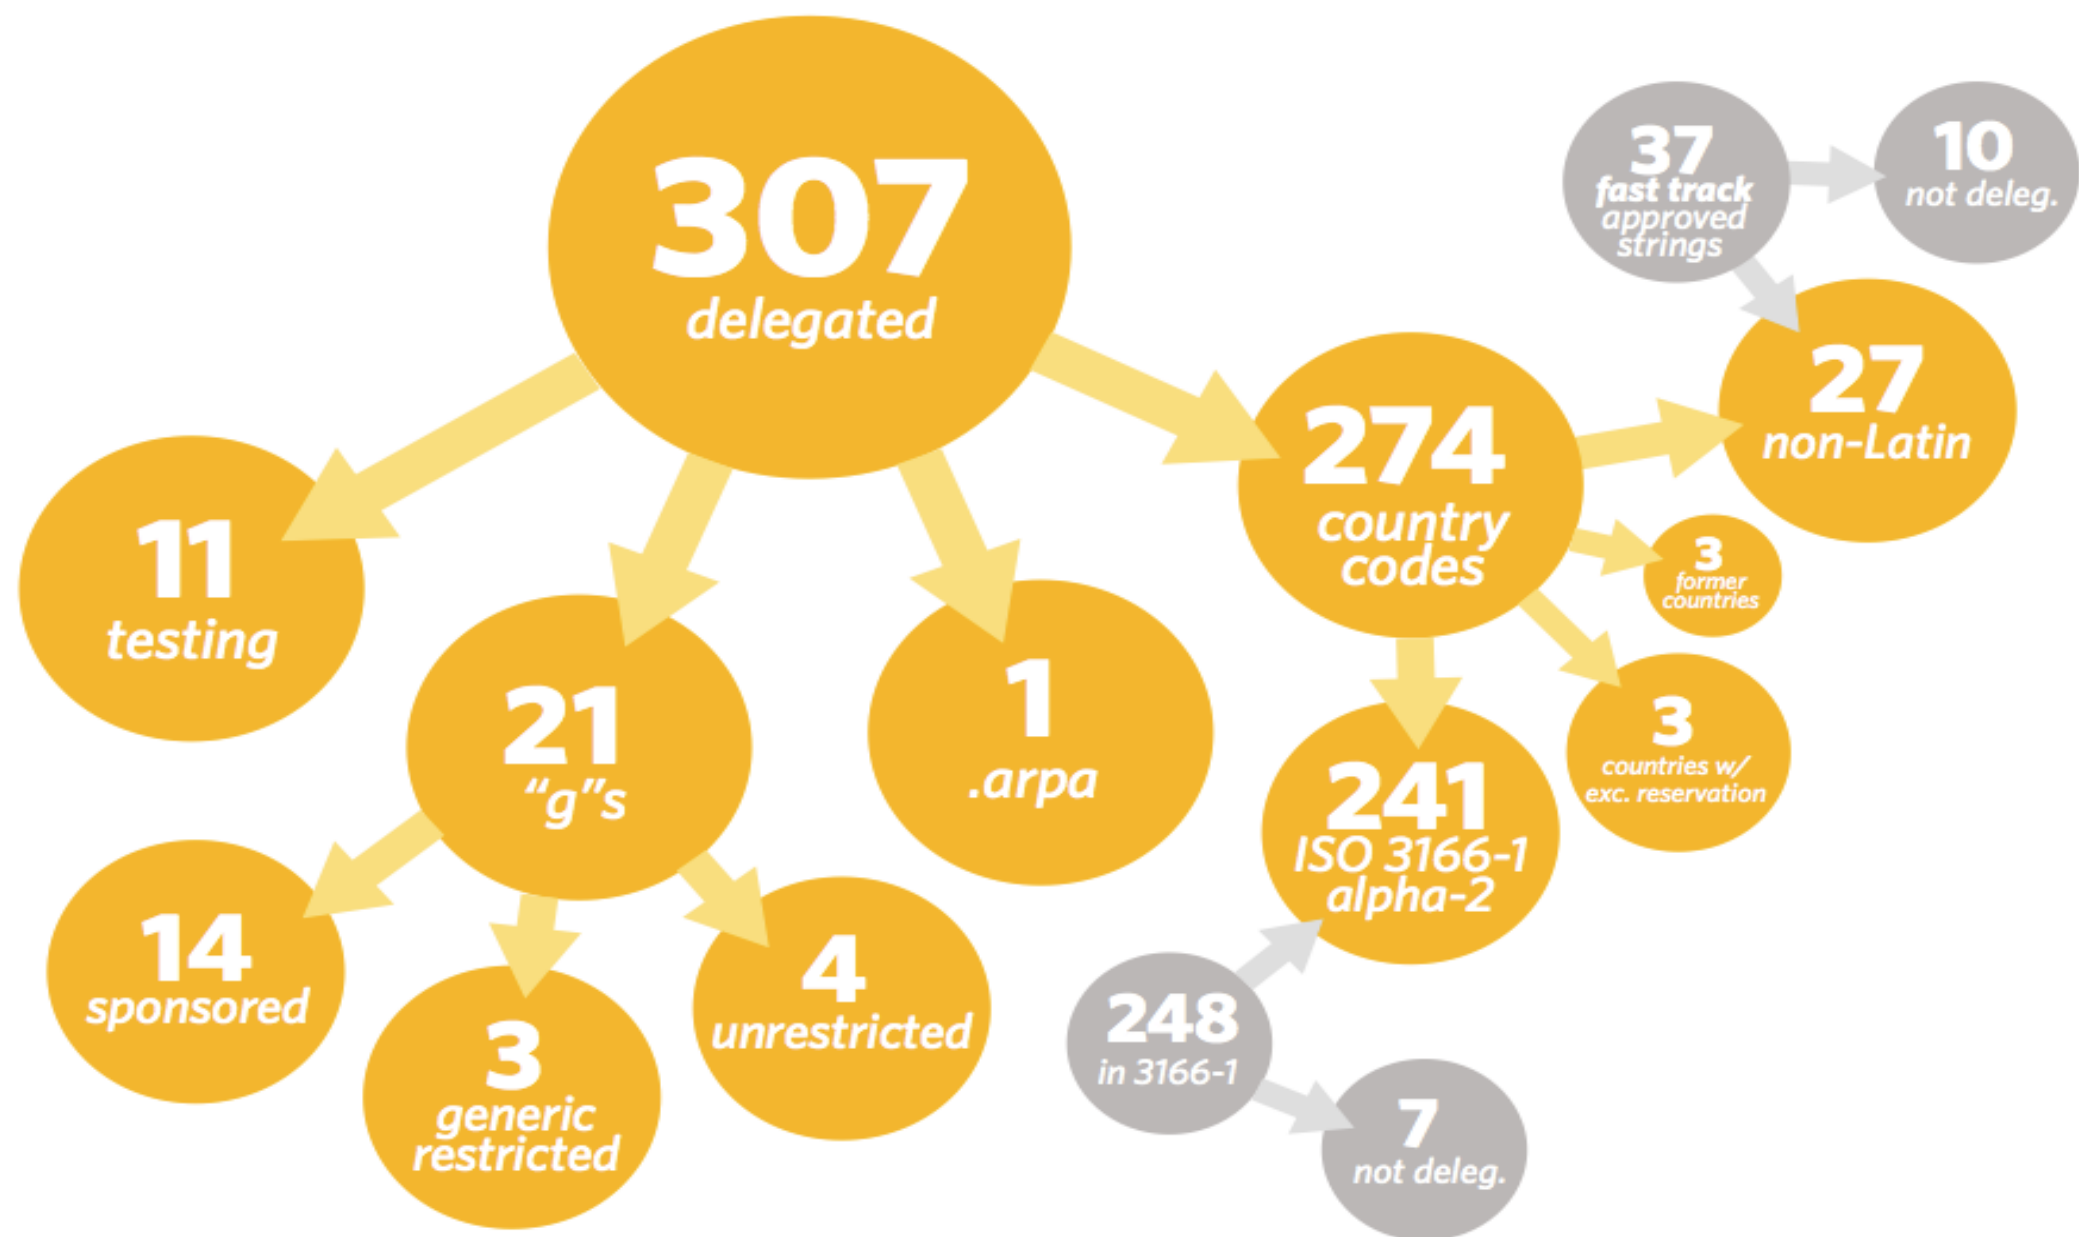 307
delegated
37
fast track
approved
strings
10
not deleg.
27
non-Latin
274
country
codes
11
testing
3
former
countries
21
“g”s
1
.arpa
3
countries w/
exc. reservation
241
ISO 3166-1
alpha-2
14
sponsored
3
generic
restricted
4
unrestricted
248
in 3166-1
7
not deleg.